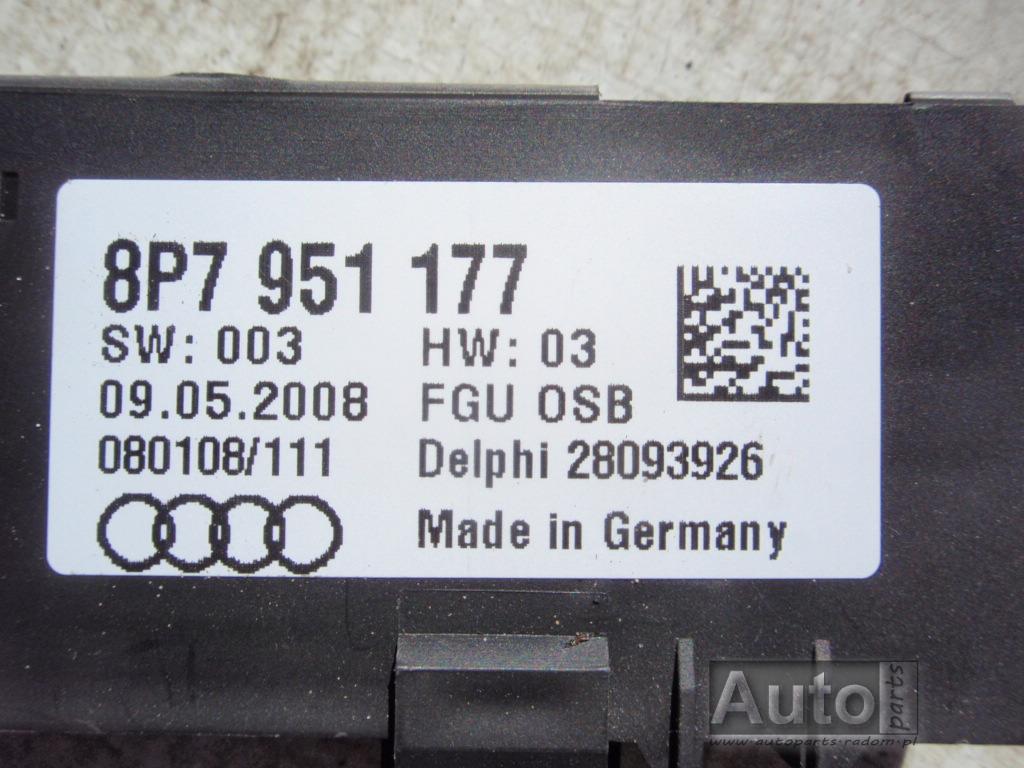 8P7 951 177
SW: 003 HW: 03
09.05.2008 FGU OSB
080108/111 Delphi 28093926
Made in Germany
Auto parts
www-autoparts-radom.pl